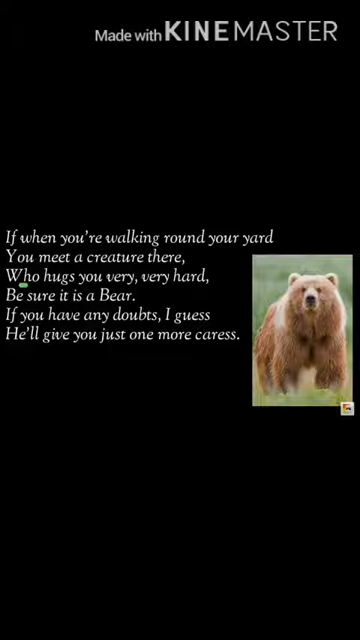 Made with KINEMASTER
If when you're walking round your yard
You meet a creature there,
Who hugs you very, very hard,
Be sure it is a Bear.
If you have any doubts, I guess
He'll give you just one more caress.